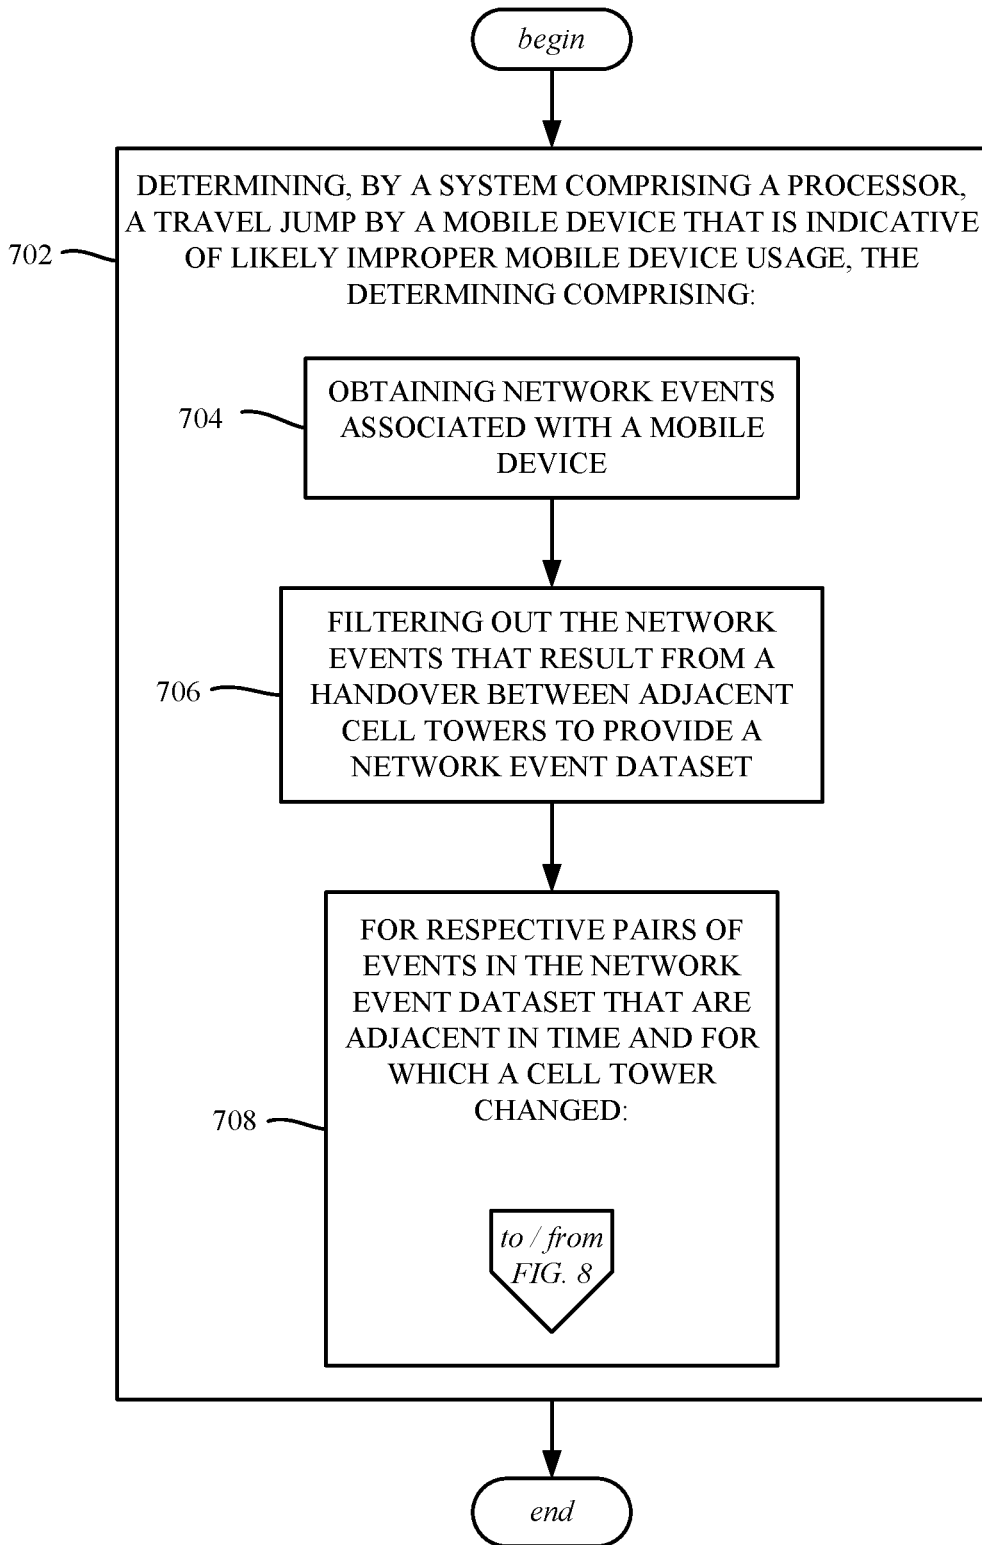 begin
DETERMINING, BY A SYSTEM COMPRISING A PROCESSOR,
A TRAVEL JUMP BY A MOBILE DEVICE THAT IS INDICATIVE
OF LIKELY IMPROPER MOBILE DEVICE USAGE, THE
DETERMINING COMPRISING:
702
OBTAINING NETWORK EVENTS
ASSOCIATED WITH A MOBILE
DEVICE
704
FILTERING OUT THE NETWORK
EVENTS THAT RESULT FROM A
HANDOVER BETWEEN ADJACENT
CELL TOWERS TO PROVIDE A
NETWORK EVENT DATASET
706
FOR RESPECTIVE PAIRS OF
EVENTS IN THE NETWORK
EVENT DATASET THAT ARE
ADJACENT IN TIME AND FOR
WHICH A CELL TOWER
CHANGED:
708
to / from
FIG. 8
end